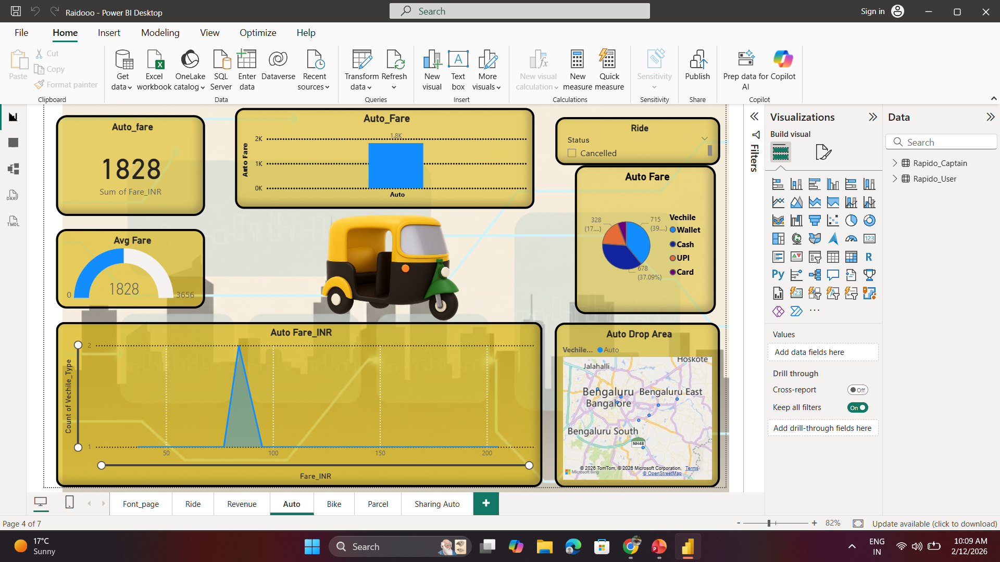 Raidooo - Power BI Desktop
Search
Sign in
File
Home
Insert
Modeling
View
Optimize
Help
Paste
Cut
Copy
Format painter
Clipboard
Get data
Excel workbook
OneLake catalog
SQL Server
Enter data
Dataverse
Recent sources
Data
Transform data
Refresh
Queries
New visual
Text box
More visuals
Insert
New visual calculation
New measure
Quick measure
Calculations
Sensitivity
Sensitivity
Publish
Share
Prep data for AI
Copilot
Copilot
DAX
TMDL
Auto_fare
1828
Sum of Fare_INR
Auto_Fare
Auto Fare
2K
1K
0K
1.8K
Auto
Ride
Status
Cancelled
Auto Fare
328
(17....)
715
(39....)
678
(37.09%)
Vechile
Wallet
Cash
UPI
Card
Avg Fare
0
1828
3656
Auto Fare_INR
Count of Vechile_Type
2
1
50
100
150
200
Fare_INR
Auto Drop Area
Vechile... Auto
Hoskote
Jalahalli
Bengaluru
Bangalore
Bengaluru East
Bengaluru South
NH48
Microsoft Bing
© 2026 TomTom, © 2026 Microsoft Corporation, Terms
© OpenStreetMap
Filters
Visualizations
Build visual
123
R
Py
123
Values
Add data fields here
Drill through
Cross-report
Off
Keep all filters
On
Add drill-through fields here
Data
Search
Rapido_Captain
Rapido_User
Font_page
Ride
Revenue
Auto
Bike
Parcel
Sharing Auto
Page 4 of 7
82%
Update available (click to download)
17°C
Sunny
Search
ENG
IN
10:09 AM
2/12/2026